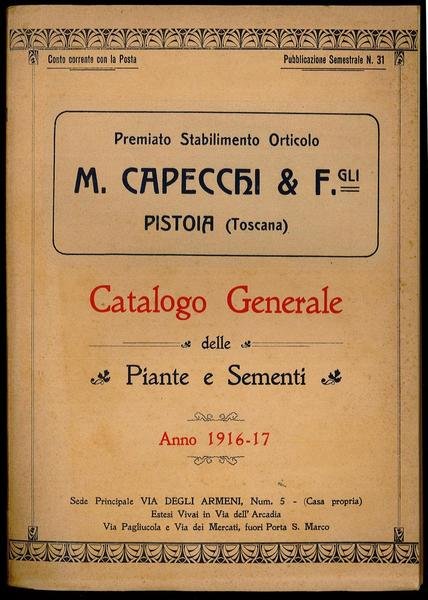 Conto corrente con la Posta
Pubblicazione Semestrale N. 31
Premiato Stabilimento Orticolo
M. CAPECCHI & F.GLI
PISTOIA (Toscana)
Catalogo Generale
delle
Piante e Sementi
Anno 1916-17
Sede Principale VIA DEGLI ARMENI, Num. 5 - (Casa propria)
Estesi Vivai in Via dell' Arcadia
Via Pagliucola e Via dei Mercati, fuori Porta S. Marco